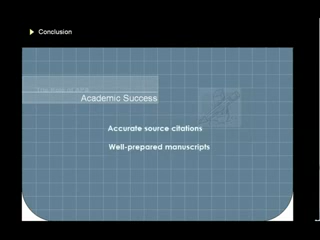 Conclusion
Academic Success
Accurate source citations
Well-prepared manuscripts